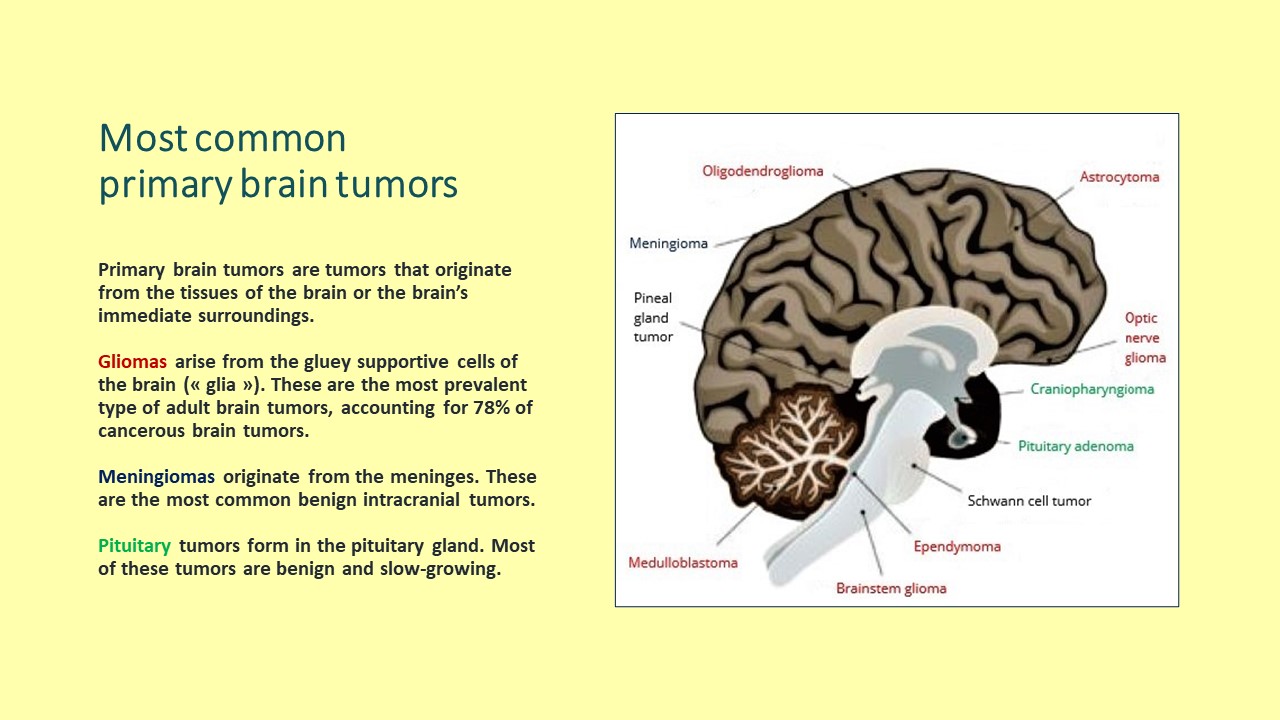 Most common
primary brain tumors
Primary brain tumors are tumors that originate
from the tissues of the brain or the brain’s
immediate surroundings.
Gliomas arise from the gluey supportive cells of
the brain (« glia »). These are the most prevalent
type of adult brain tumors, accounting for 78% of
cancerous brain tumors.
Meningiomas originate from the meninges. These
are the most common benign intracranial tumors.
Pituitary tumors form in the pituitary gland. Most
of these tumors are benign and slow-growing.
Oligodendroglioma
Astrocytoma
Meningioma
Pineal
gland
tumor
Optic
nerve
glioma
Craniopharyngioma
Pituitary adenoma
Schwann cell tumor
Ependymoma
Medulloblastoma
Brainstem glioma